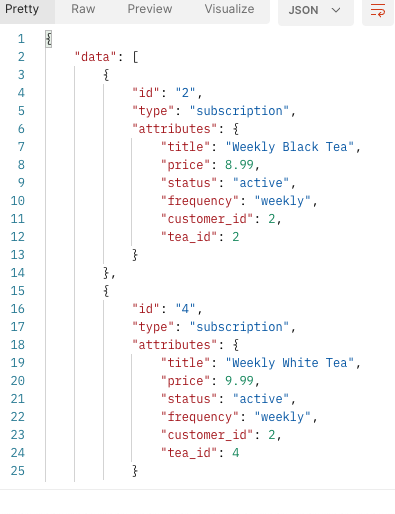 Pretty Raw Preview Visualize JSON
1 {
2 "data": [
3 {
4 "id": "2",
5 "type": "subscription",
6 "attributes": {
7 "title": "Weekly Black Tea",
8 "price": 8.99,
9 "status": "active",
10 "frequency": "weekly",
11 "customer_id": 2,
12 "tea_id": 2
13 }
14 },
15 {
16 "id": "4",
17 "type": "subscription",
18 "attributes": {
19 "title": "Weekly White Tea",
20 "price": 9.99,
21 "status": "active",
22 "frequency": "weekly",
23 "customer_id": 2,
24 "tea_id": 4
25 }